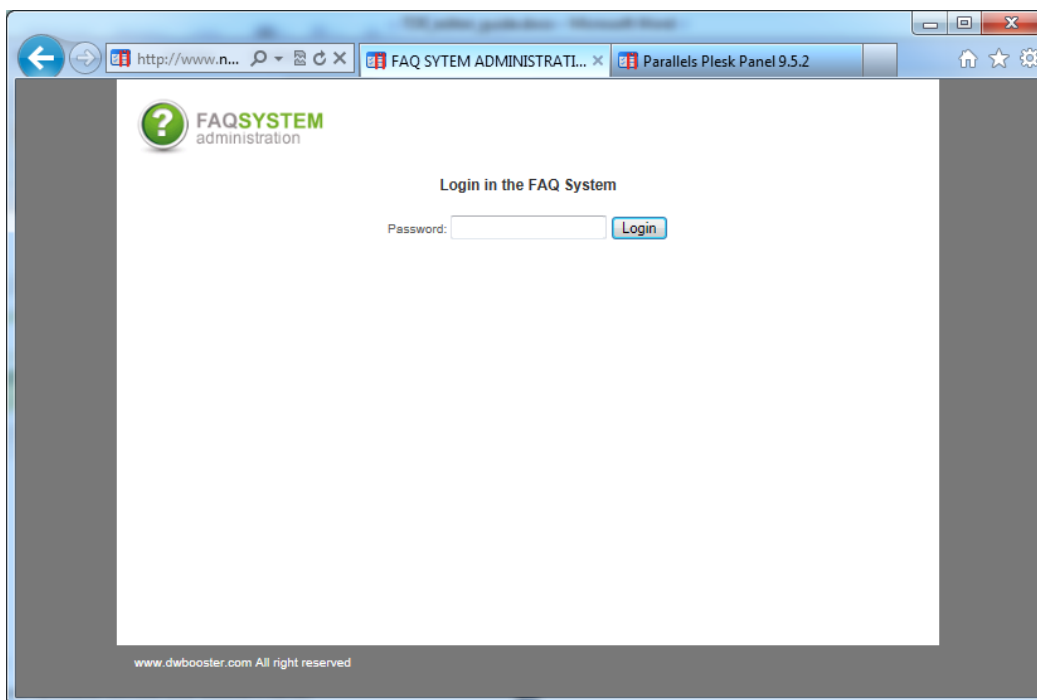 http://www.n...
FAQ SYTEM ADMINISTRATI...
Parallels Plesk Panel 9.5.2
FAQSYSTEM
administration
Login in the FAQ System
Password:
Login
www.dwbooster.com All right reserved